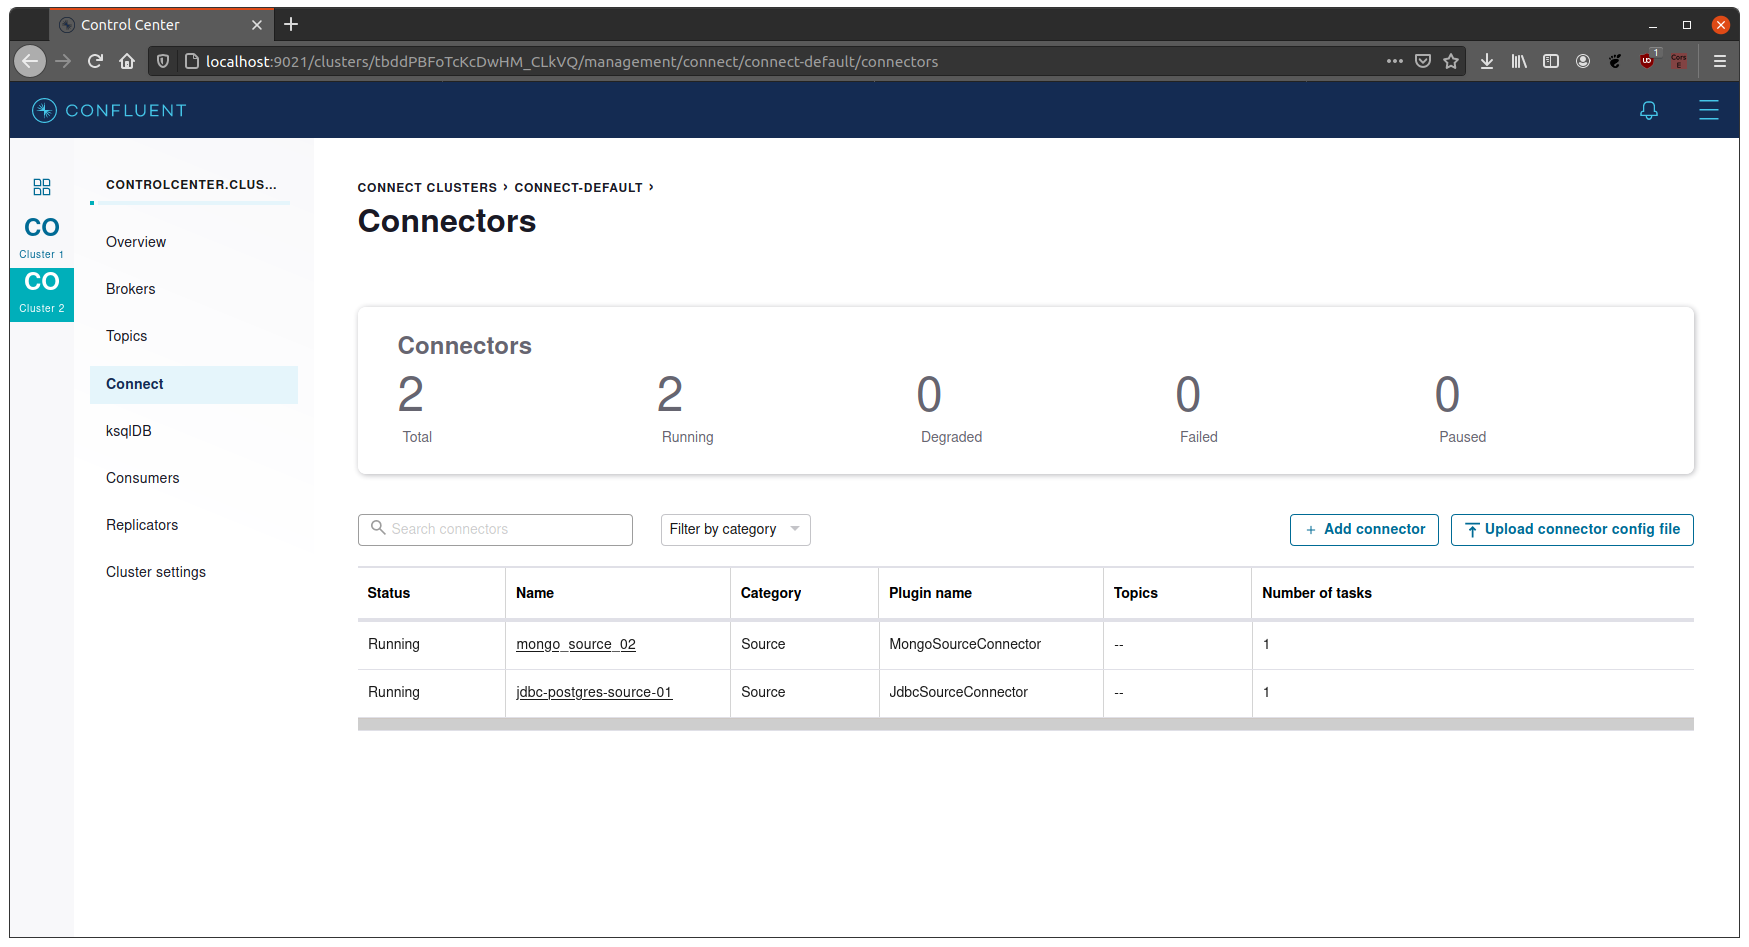 Control Center
localhost:9021/clusters/tbddPBFoTcKcDwHM_CLkVQ/management/connect/connect-default/connectors
1
UO
Cors
E
CONFLUENT
CO
Cluster 1
CO
Cluster 2
CONTROLCENTER.CLUS...
Overview
Brokers
Topics
Connect
ksqlDB
Consumers
Replicators
Cluster settings
CONNECT CLUSTERS › CONNECT-DEFAULT ›
Connectors
Connectors
2 2 0 0 0
Total Running Degraded Failed Paused
Search connectors Filter by category + Add connector Upload connector config file
Status Name Category Plugin name Topics Number of tasks
Running mongo_source_02 Source MongoSourceConnector -- 1
Running jdbc-postgres-source-01 Source JdbcSourceConnector -- 1